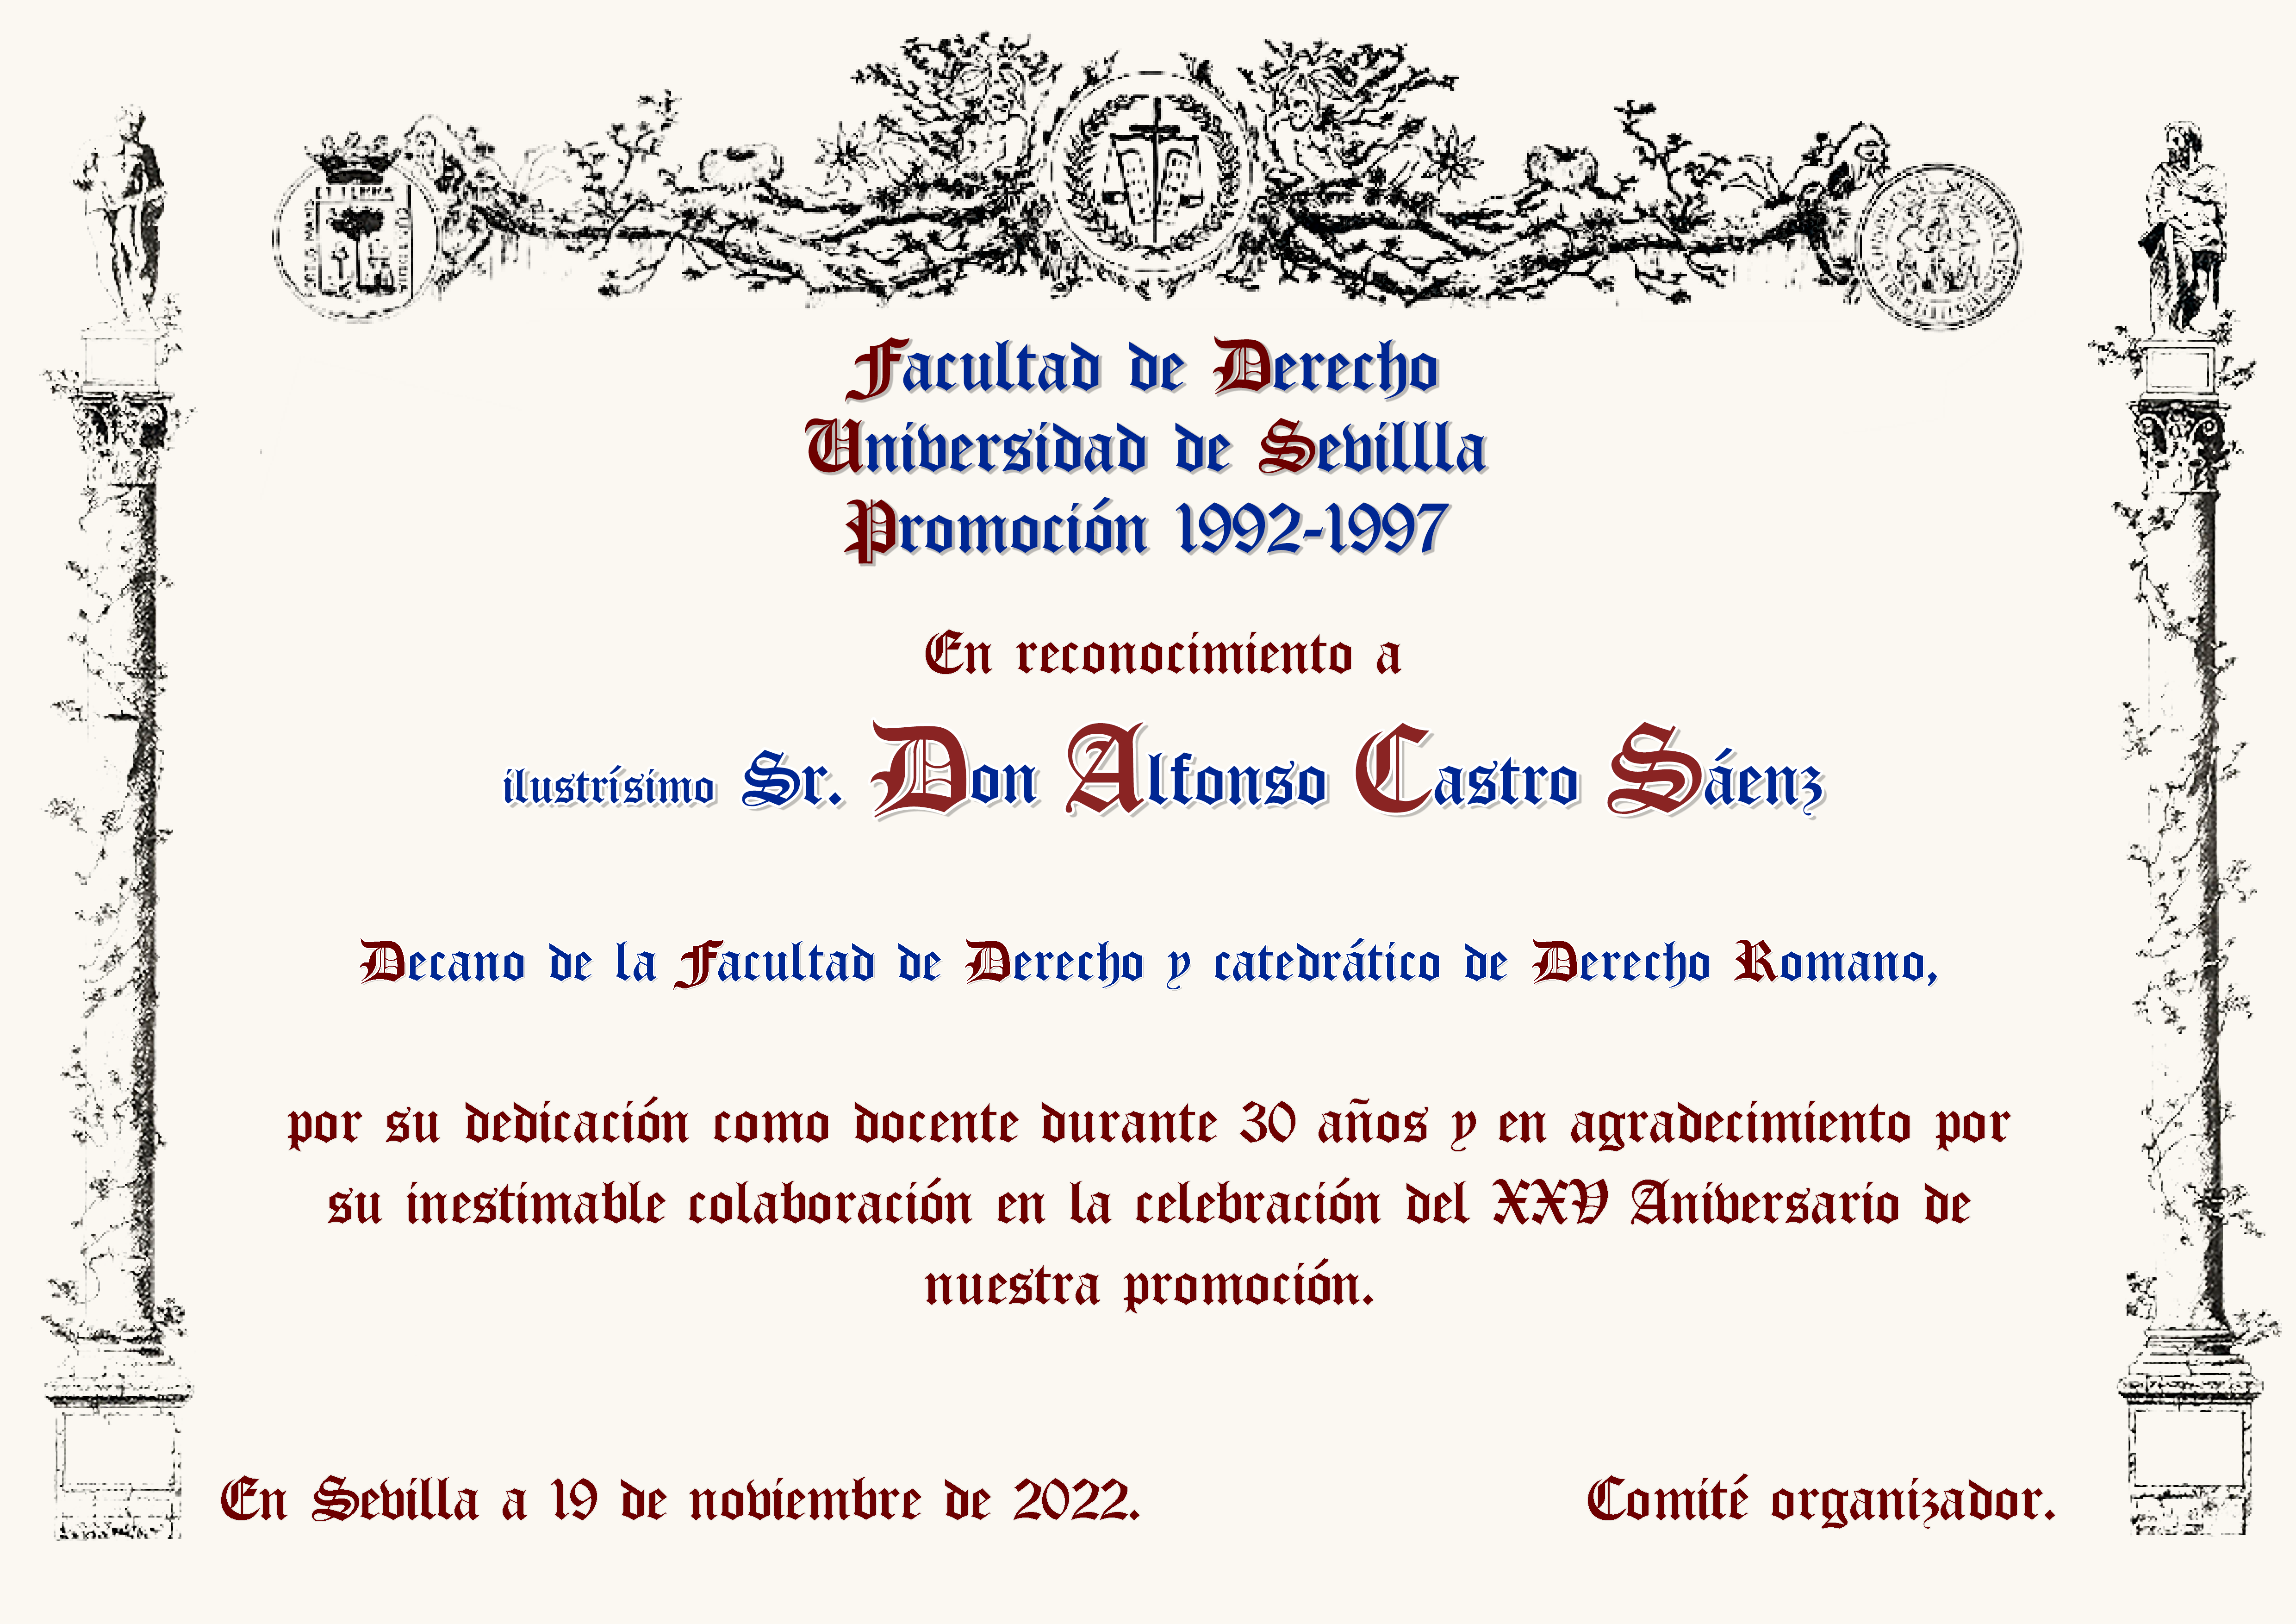 Facultad de Derecho
Universidad de Sevillla
Promoción 1992-1997
En reconocimiento a
ilustrísimo Sr. Don Alfonso Castro Sáenz
Decano de la Facultad de Derecho y catedrático de Derecho Romano,
por su dedicación como docente durante 30 años y en agradecimiento por
su inestimable colaboración en la celebración del XXV Aniversario de
nuestra promoción.
En Sevilla a 19 de noviembre de 2022.
Comité organizador.